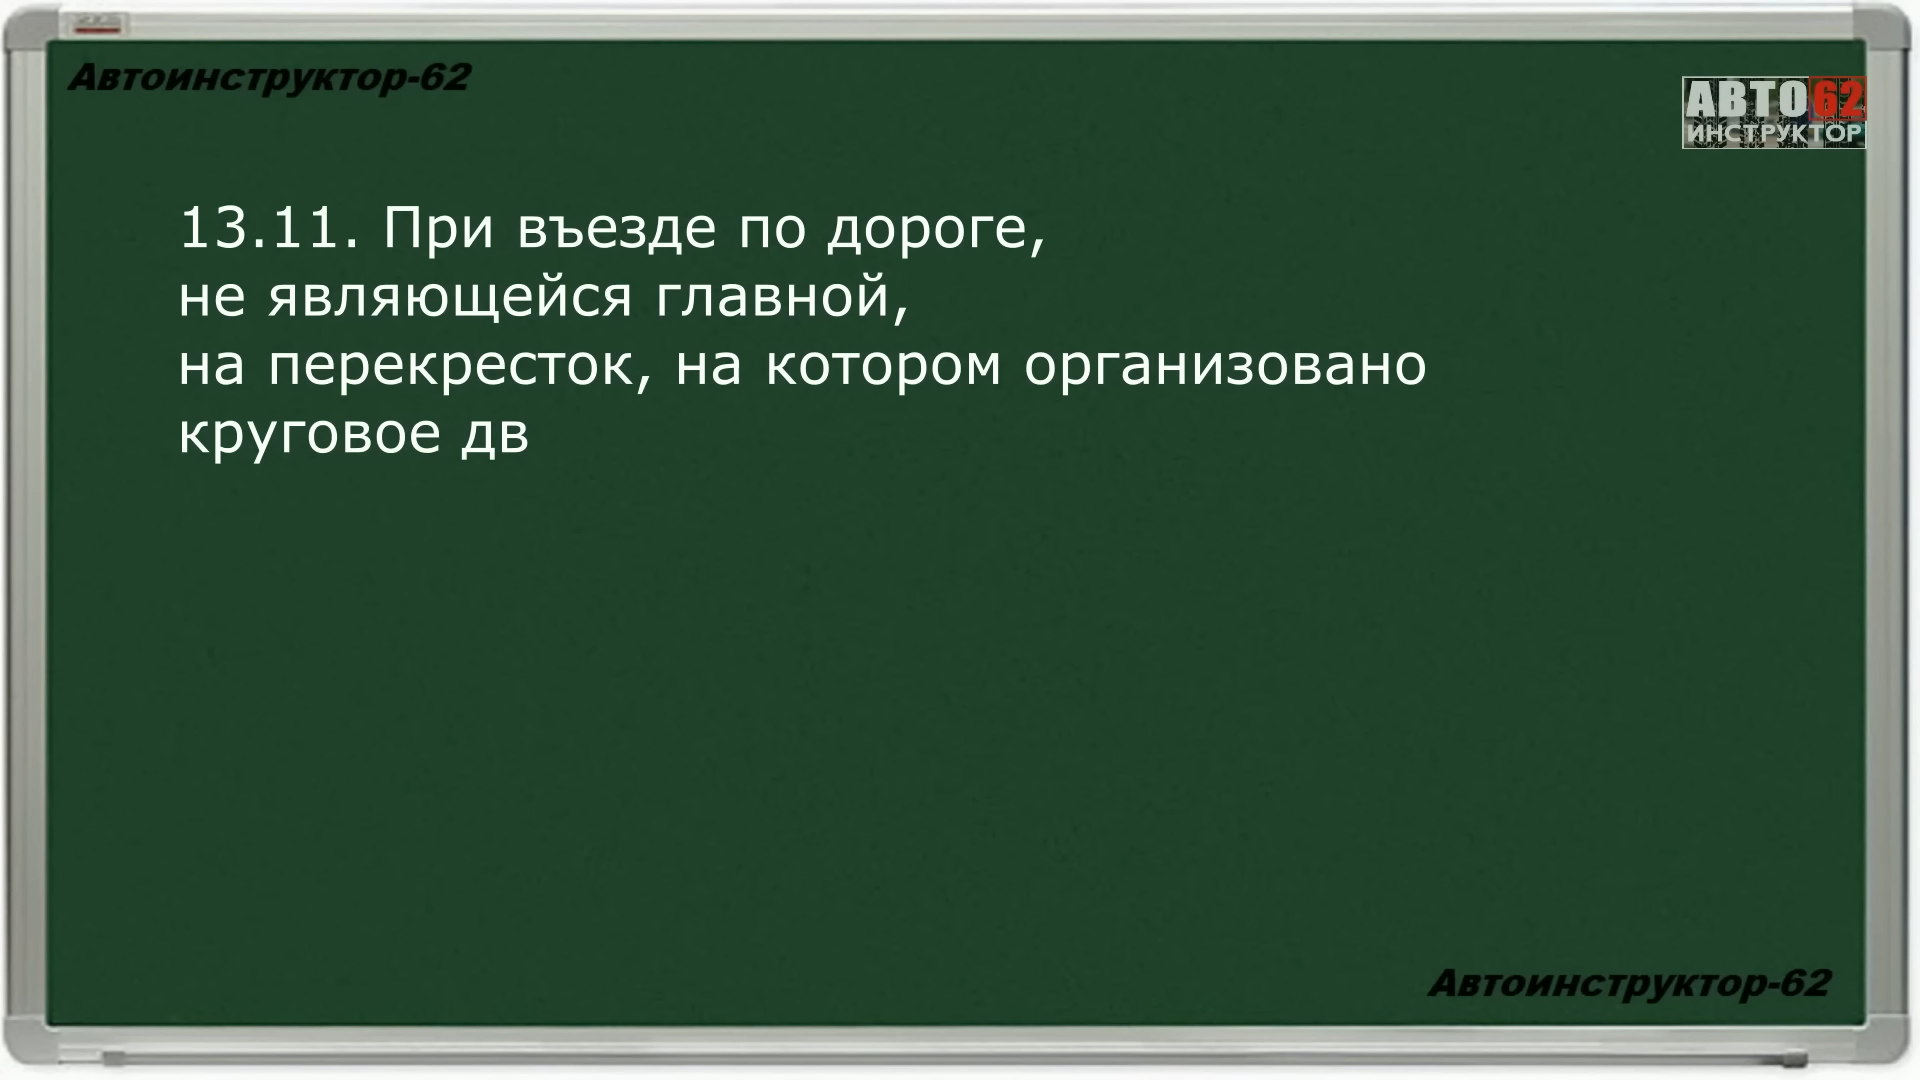 Автоинструктор-62
АВТО62
ИНСТРУКТОР
13.11. При въезде по дороге,
не являющейся главной,
на перекресток, на котором организовано
круговое дв
Автоинструктор-62